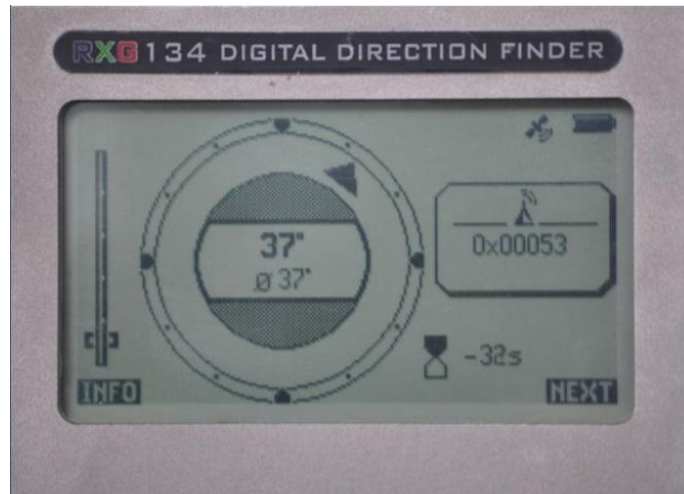 RXG134 DIGITAL DIRECTION FINDER
37°
ø 37°
0x00053
-32s
INFO
NEXT